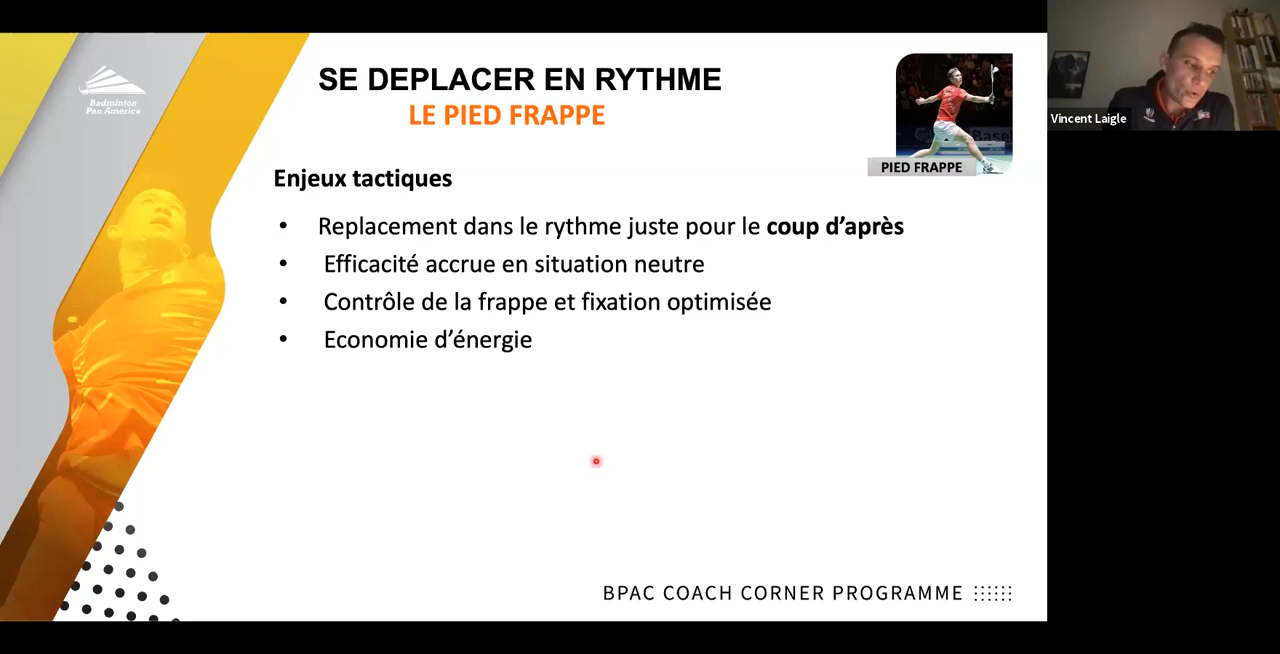 Badminton
Pan America
SE DEPLACER EN RYTHME
LE PIED FRAPPE
PIED FRAPPE
Vincent Laigle
Enjeux tactiques
• Replacement dans le rythme juste pour le coup d’après
• Efficacité accrue en situation neutre
• Contrôle de la frappe et fixation optimisée
• Economie d’énergie
BPAC COACH CORNER PROGRAMME